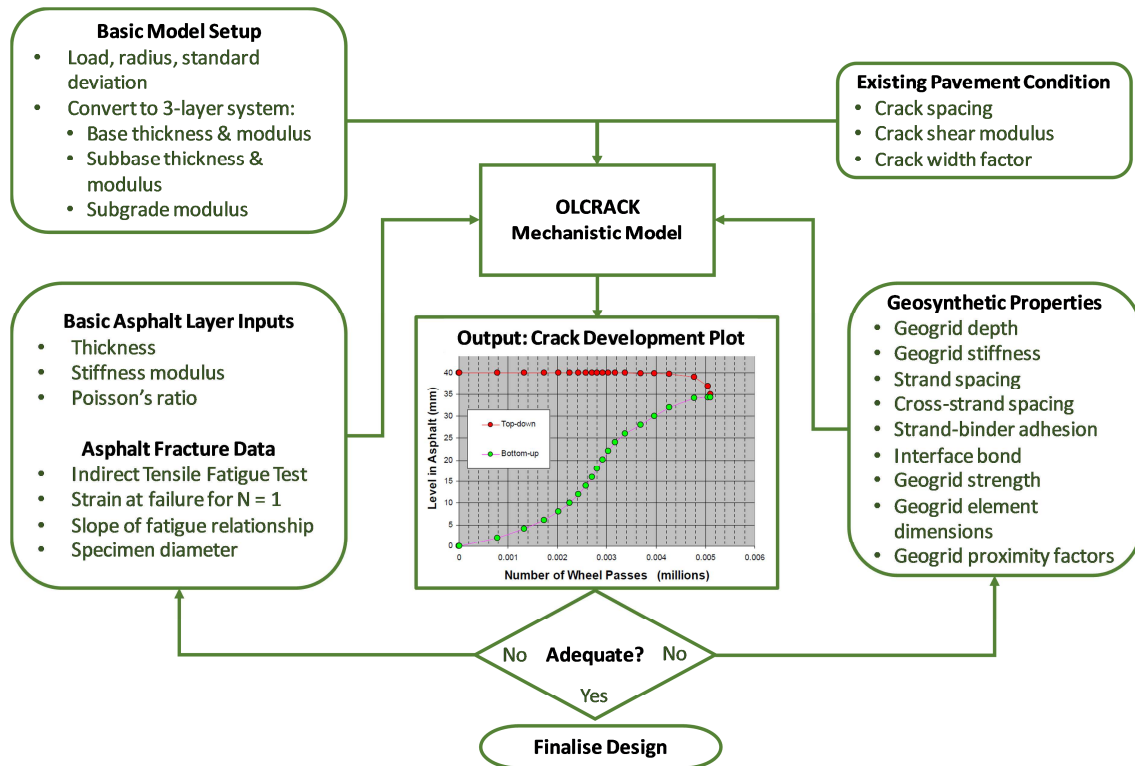 Basic Model Setup
• Load, radius, standard
deviation
• Convert to 3-layer system:
• Base thickness & modulus
• Subbase thickness &
modulus
• Subgrade modulus
Existing Pavement Condition
• Crack spacing
• Crack shear modulus
• Crack width factor
OLCRACK
Mechanistic Model
Basic Asphalt Layer Inputs
• Thickness
• Stiffness modulus
• Poisson's ratio
Asphalt Fracture Data
• Indirect Tensile Fatigue Test
• Strain at failure for N = 1
• Slope of fatigue relationship
• Specimen diameter
Output: Crack Development Plot
Level in Asphalt (mm)
40
35
30
25
20
15
10
5
0
Top-down
Bottom-up
0 0.001 0.002 0.003 0.004 0.005 0.006
Number of Wheel Passes (millions)
Geosynthetic Properties
• Geogrid depth
• Geogrid stiffness
• Strand spacing
• Cross-strand spacing
• Strand-binder adhesion
• Interface bond
• Geogrid strength
• Geogrid element
dimensions
• Geogrid proximity factors
No Adequate? No
Yes
Finalise Design